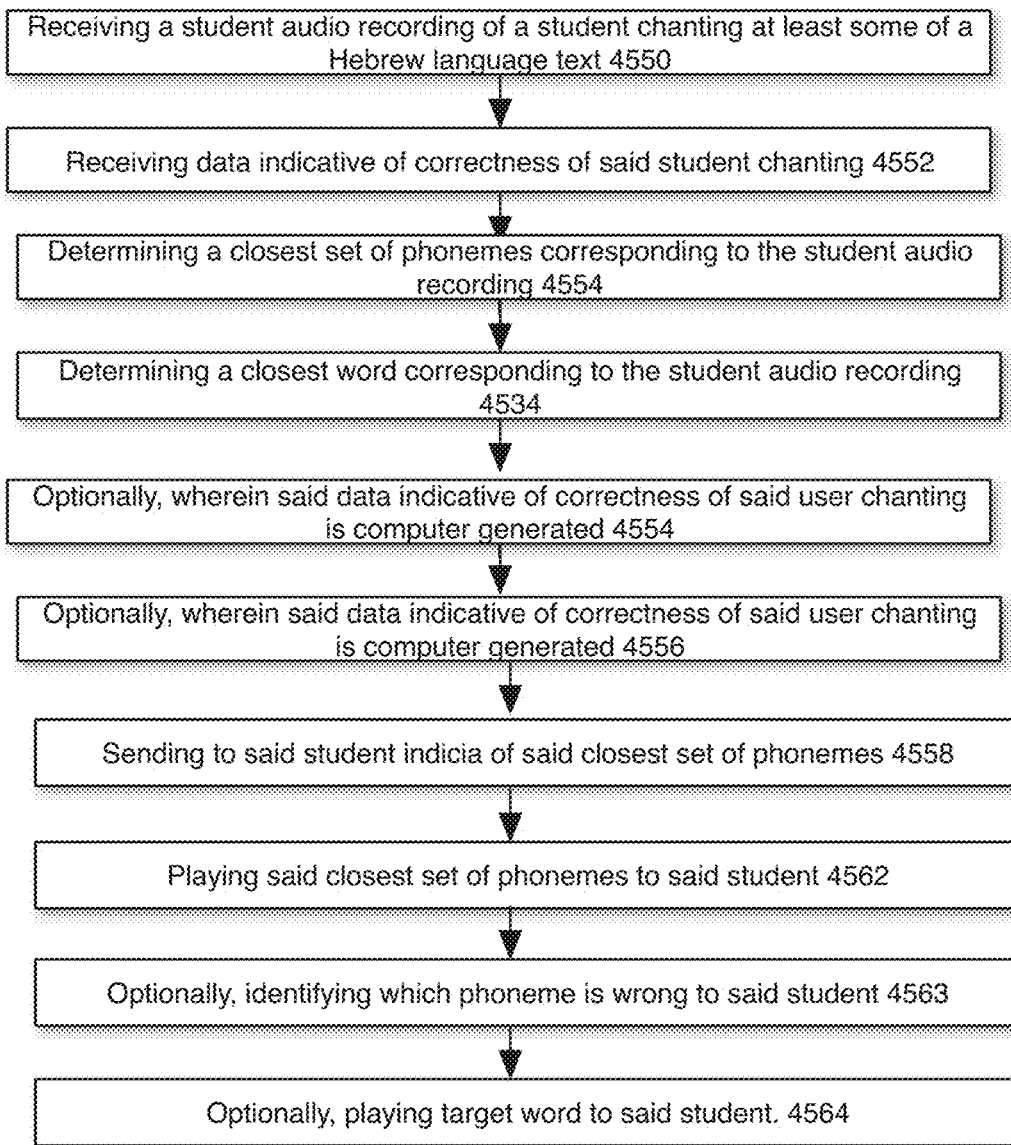 Receiving a student audio recording of a student chanting at least some of a
Hebrew language text 4550
Receiving data indicative of correctness of said student chanting 4552
Determining a closest set of phonemes corresponding to the student audio
recording 4554
Determining a closest word corresponding to the student audio recording
4534
Optionally, wherein said data indicative of correctness of said user chanting
is computer generated 4554
Optionally, wherein said data indicative of correctness of said user chanting
is computer generated 4556
Sending to said student indicia of said closest set of phonemes 4558
Playing said closest set of phonemes to said student 4562
Optionally, identifying which phoneme is wrong to said student 4563
Optionally, playing target word to said student. 4564